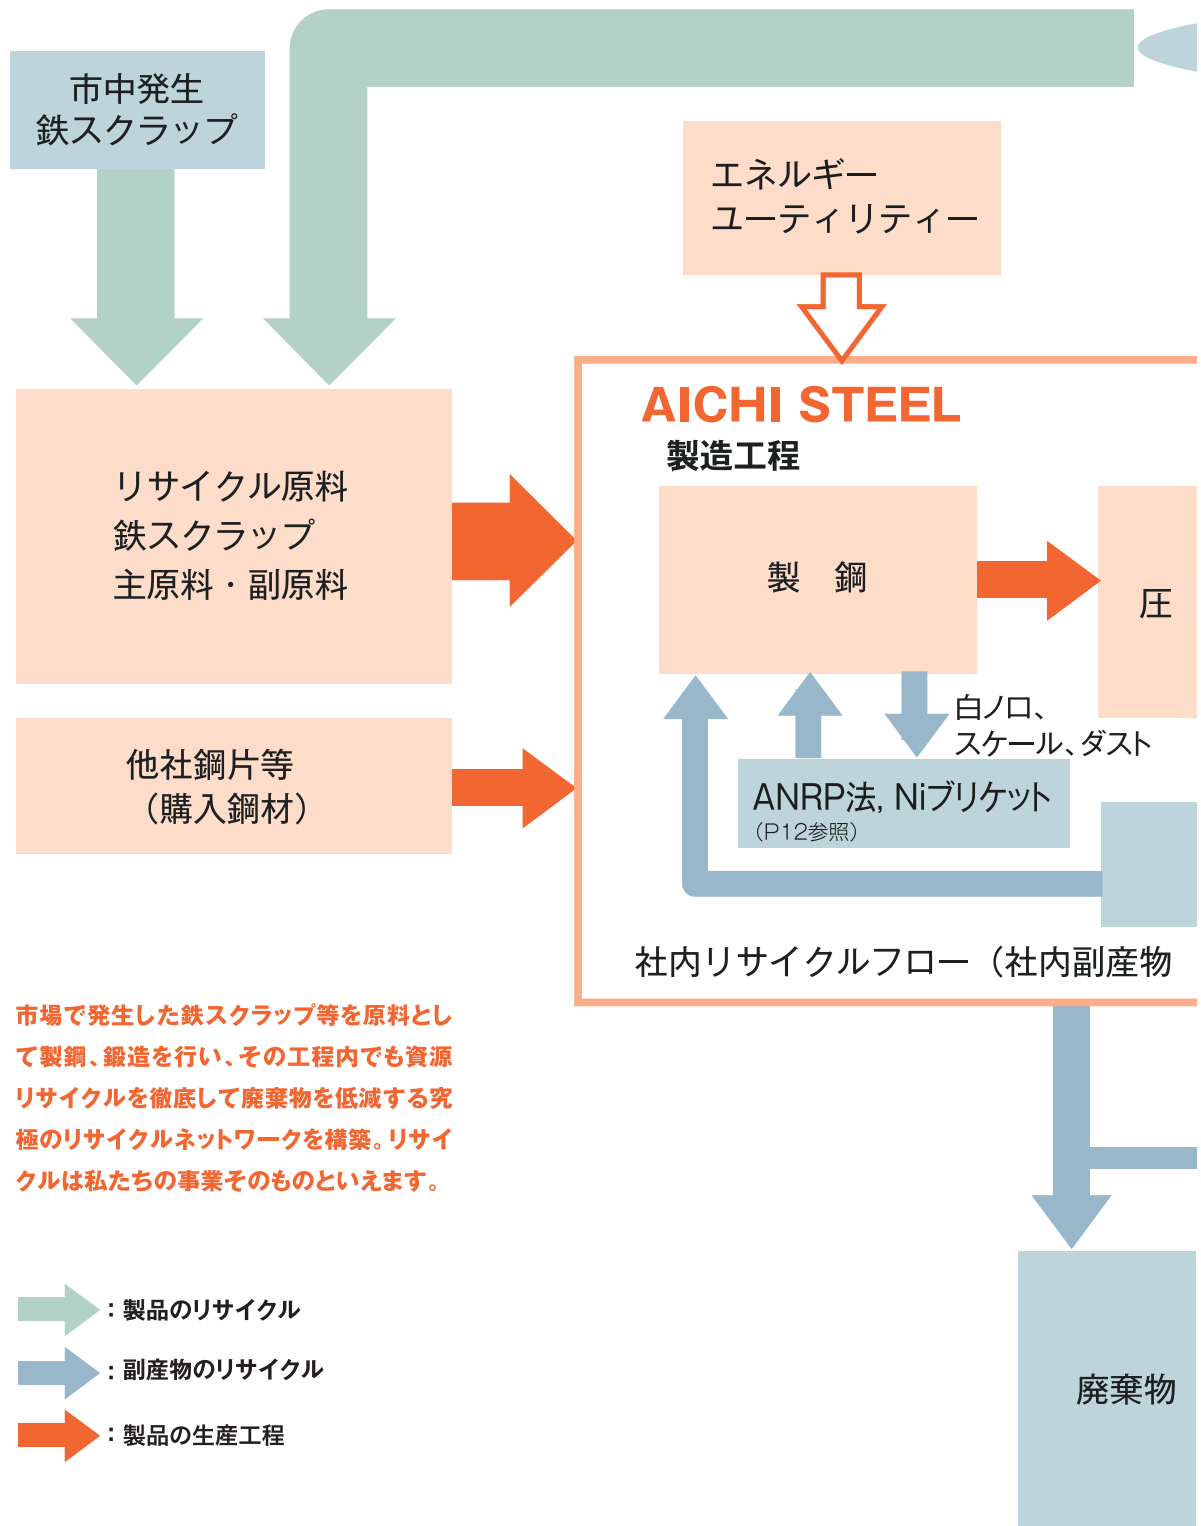 市中発生
鉄スクラップ
エネルギー
ユーティリティー
AICHI STEEL
製造工程
リサイクル原料
鉄スクラップ
主原料・副原料
製　鋼
圧
白ノロ、
スケール、ダスト
他社鋼片等
（購入鋼材）
ANRP法, Niブリケット
（P12参照）
社内リサイクルフロー（社内副産物
市場で発生した鉄スクラップ等を原料とし
て製鋼、鍛造を行い、その工程内でも資源
リサイクルを徹底して廃棄物を低減する究
極のリサイクルネットワークを構築。リサイ
クルは私たちの事業そのものといえます。
：製品のリサイクル
：副産物のリサイクル
：製品の生産工程
廃棄物